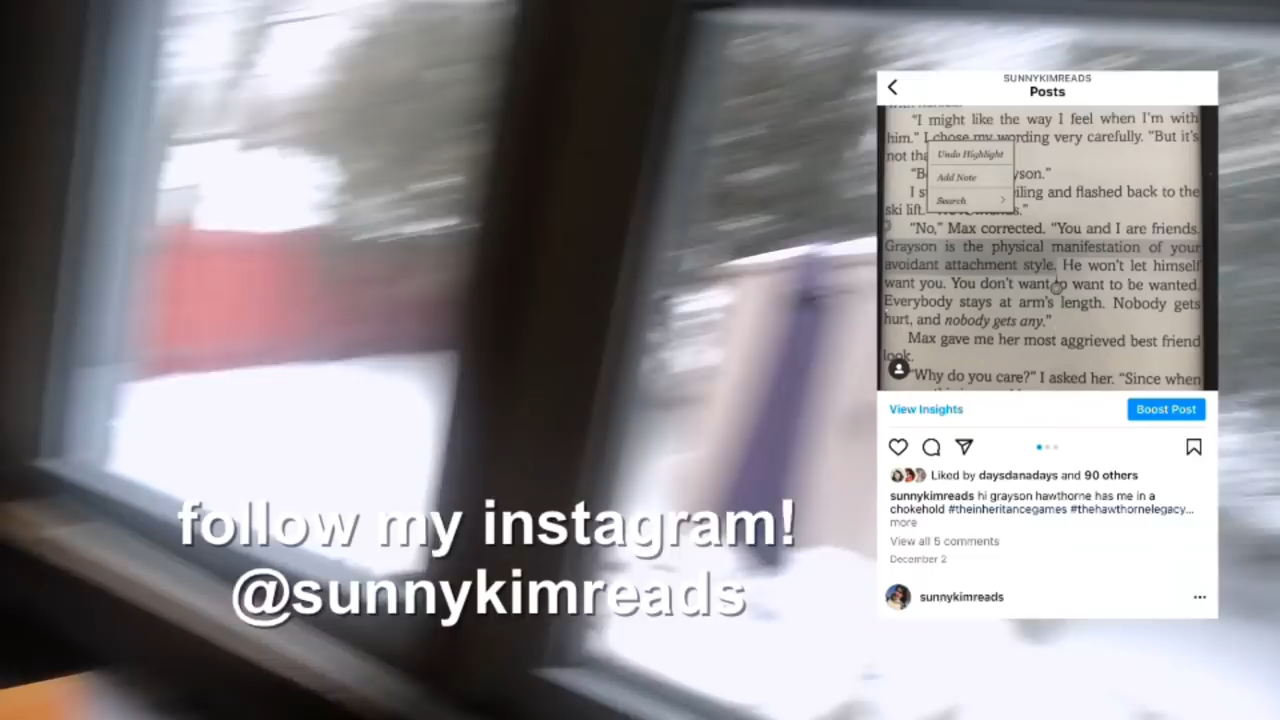 SUNNYKIMREADS
Posts
"I might like the way I feel when I'm with
him." I chose my wording very carefully. "But it's
Undo Highlight
Add Note
Search
ski lift.
"No," Max corrected. "You and I are friends.
Grayson is the physical manifestation of your
avoidant attachment style. He won't let himself
want you. You don't want to want to be wanted.
Everybody stays at arm's length. Nobody gets
hurt, and nobody gets any."
Max gave me her most aggrieved best friend
look.
"Why do you care?" I asked her. "Since when
View Insights
Boost Post
Liked by daysdanadays and 90 others
sunnykimreads hi grayson hawthorne has me in a
chokehold #theinheritancegames #thehawthornelegacy...
more
View all 5 comments
December 2
sunnykimreads
follow my instagram!
@sunnykimreads